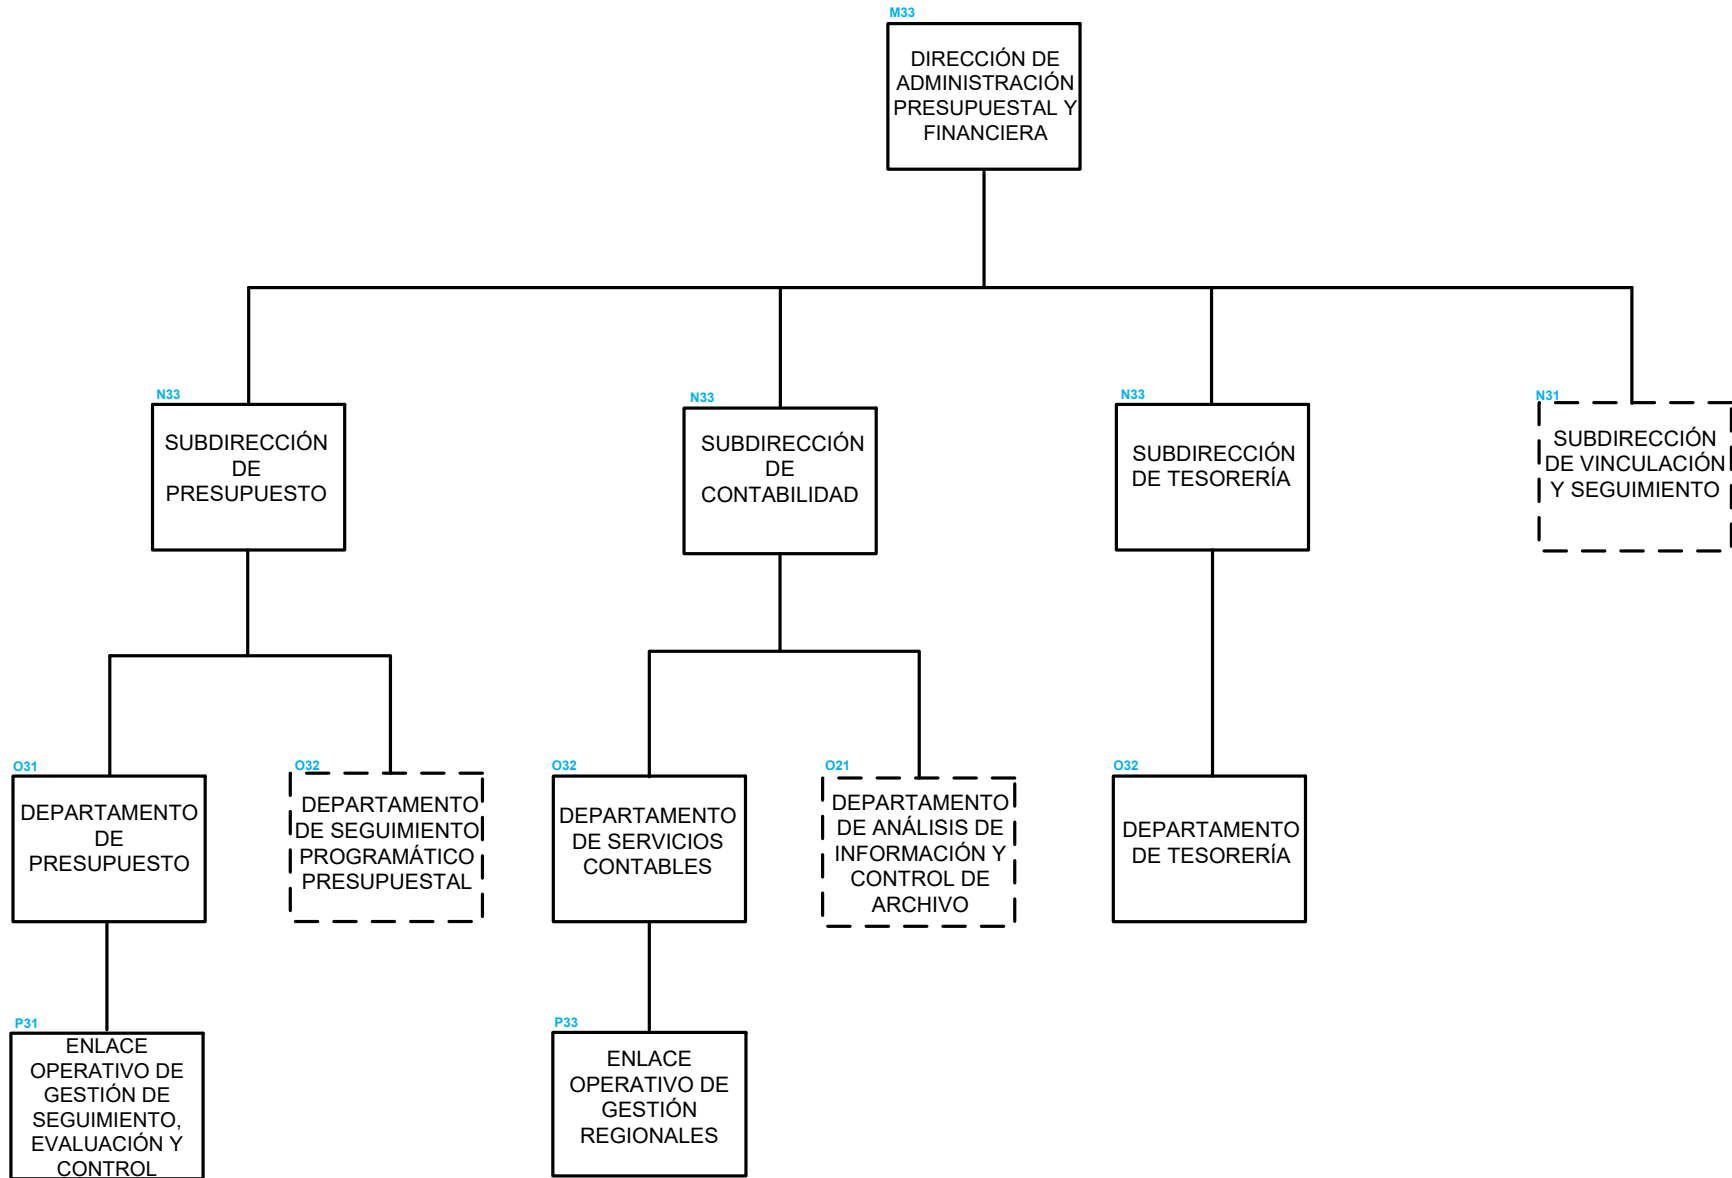 M33
DIRECCIÓN DE
ADMINISTRACIÓN
PRESUPUESTAL Y
FINANCIERA
N33
SUBDIRECCIÓN
DE
PRESUPUESTO
N33
SUBDIRECCIÓN
DE
CONTABILIDAD
N33
SUBDIRECCIÓN
DE TESORERÍA
N31
SUBDIRECCIÓN
DE VINCULACIÓN
Y SEGUIMIENTO
O31
DEPARTAMENTO
DE
PRESUPUESTO
O32
DEPARTAMENTO
DE SEGUIMIENTO
PROGRAMÁTICO
PRESUPUESTAL
O32
DEPARTAMENTO
DE SERVICIOS
CONTABLES
O21
DEPARTAMENTO
DE ANÁLISIS DE
INFORMACIÓN Y
CONTROL DE
ARCHIVO
O32
DEPARTAMENTO
DE TESORERÍA
P31
ENLACE
OPERATIVO DE
GESTIÓN DE
SEGUIMIENTO,
EVALUACIÓN Y
CONTROL
P33
ENLACE
OPERATIVO DE
GESTIÓN
REGIONALES